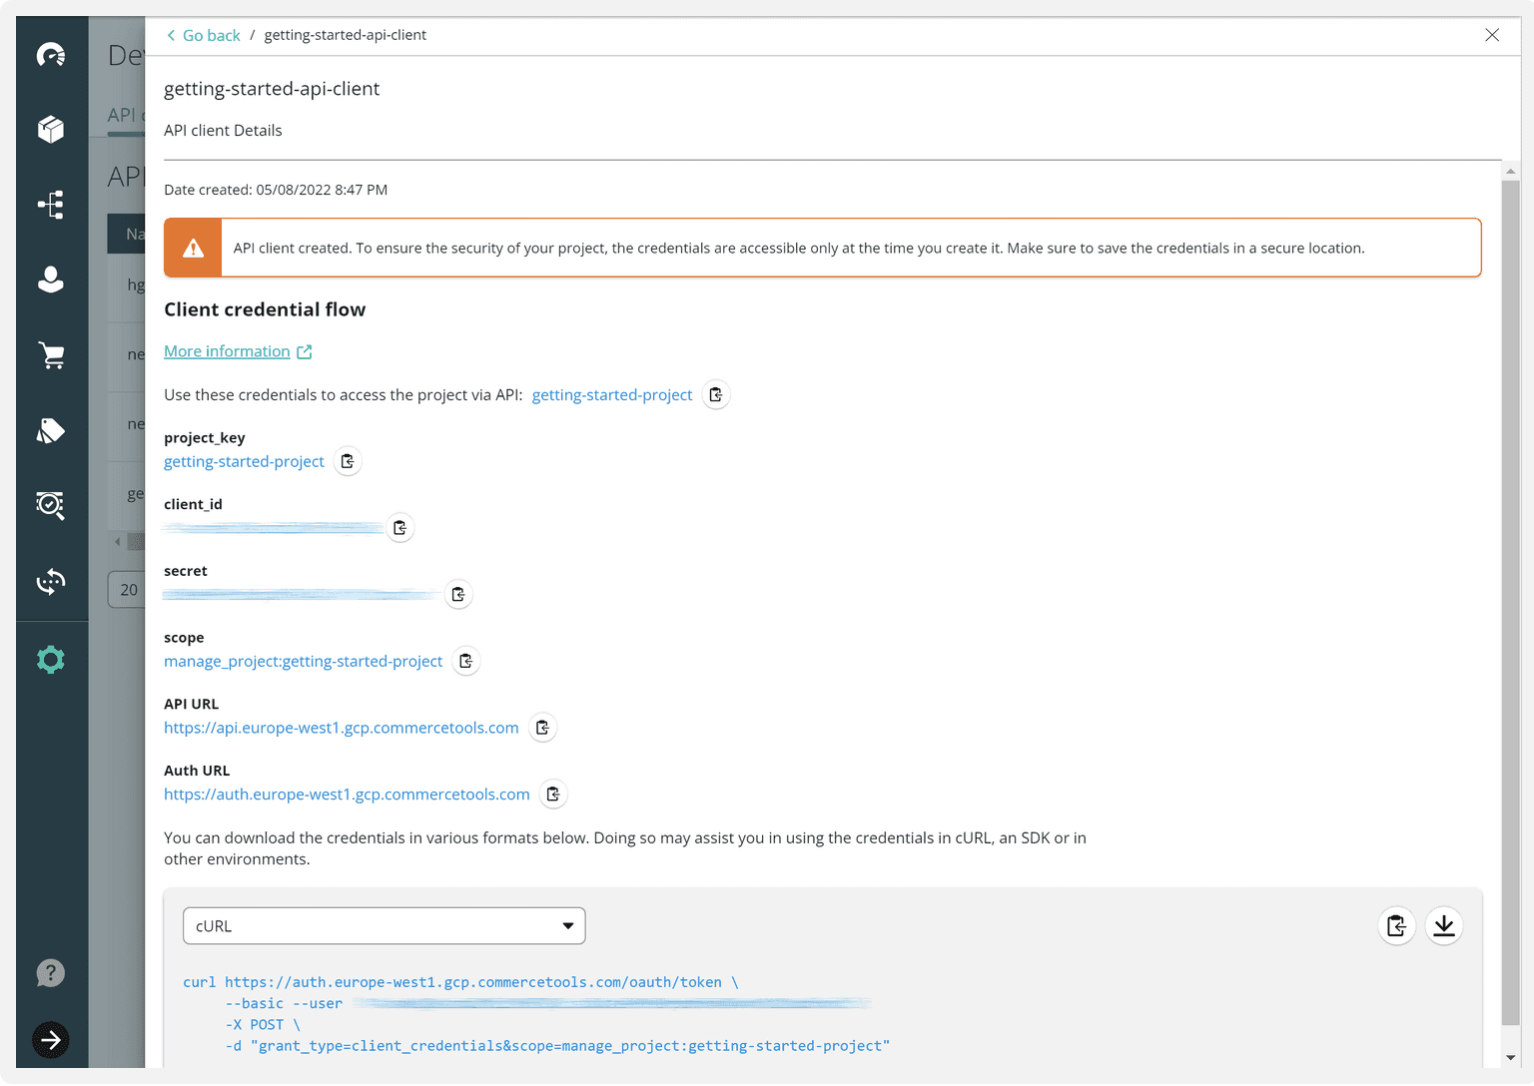 Go back / getting-started-api-client
getting-started-api-client
API client Details
Date created: 05/08/2022 8:47 PM
API client created. To ensure the security of your project, the credentials are accessible only at the time you create it. Make sure to save the credentials in a secure location.
Client credential flow
More information
Use these credentials to access the project via API: getting-started-project
project_key
getting-started-project
client_id
secret
scope
manage_project:getting-started-project
API URL
https://api.europe-west1.gcp.commercetools.com
Auth URL
https://auth.europe-west1.gcp.commercetools.com
You can download the credentials in various formats below. Doing so may assist you in using the credentials in cURL, an SDK or in
other environments.
cURL
curl https://auth.europe-west1.gcp.commercetools.com/oauth/token \
--basic --user
-X POST \
-d "grant_type=client_credentials&scope=manage_project:getting-started-project"
De
API
API
Na
hg
ne
ne
ge
20